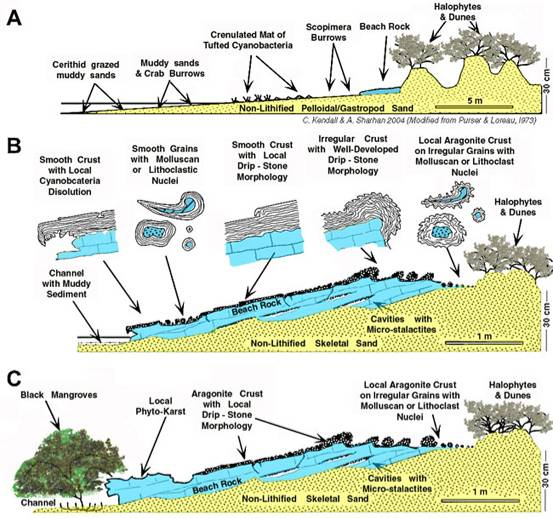 A
Halophytes
& Dunes
Crenulated Mat of
Tufted Cyanobacteria
Scopimera
Burrows
Beach Rock
Cerithid grazed
muddy sands
Muddy sands
& Crab Burrows
30 cm
Non-Lithified Pelloidal/Gastropod Sand
5 m
C. Kendall & A. Sharhan 2004 (Modified from Purser & Loreau, 1973)
B
Smooth Crust
with Local
Cyanobcateria
Disolution
Smooth Grains
with Molluscan
or Lithoclastic
Nuclei
Smooth Crust
with Local
Drip - Stone
Morphology
Irregular Crust
with Well-Developed
Drip - Stone
Morphology
Local Aragonite Crust
on Irregular Grains with
Molluscan or Lithoclast
Nuclei
Halophytes
& Dunes
Channel
with Muddy
Sediment
Beach Rock
Cavities with
Micro-stalactites
30 cm
Non-Lithified Skeletal Sand
1 m
C
Black Mangroves
Local
Phyto-Karst
Aragonite Crust
with Local
Drip - Stone
Morphology
Local Aragonite Crust
on Irregular Grains with
Molluscan or Lithoclast
Nuclei
Halophytes
& Dunes
Beach Rock
Cavities with
Micro-stalactites
30 cm
Channel
Non-Lithified Skeletal Sand
1 m